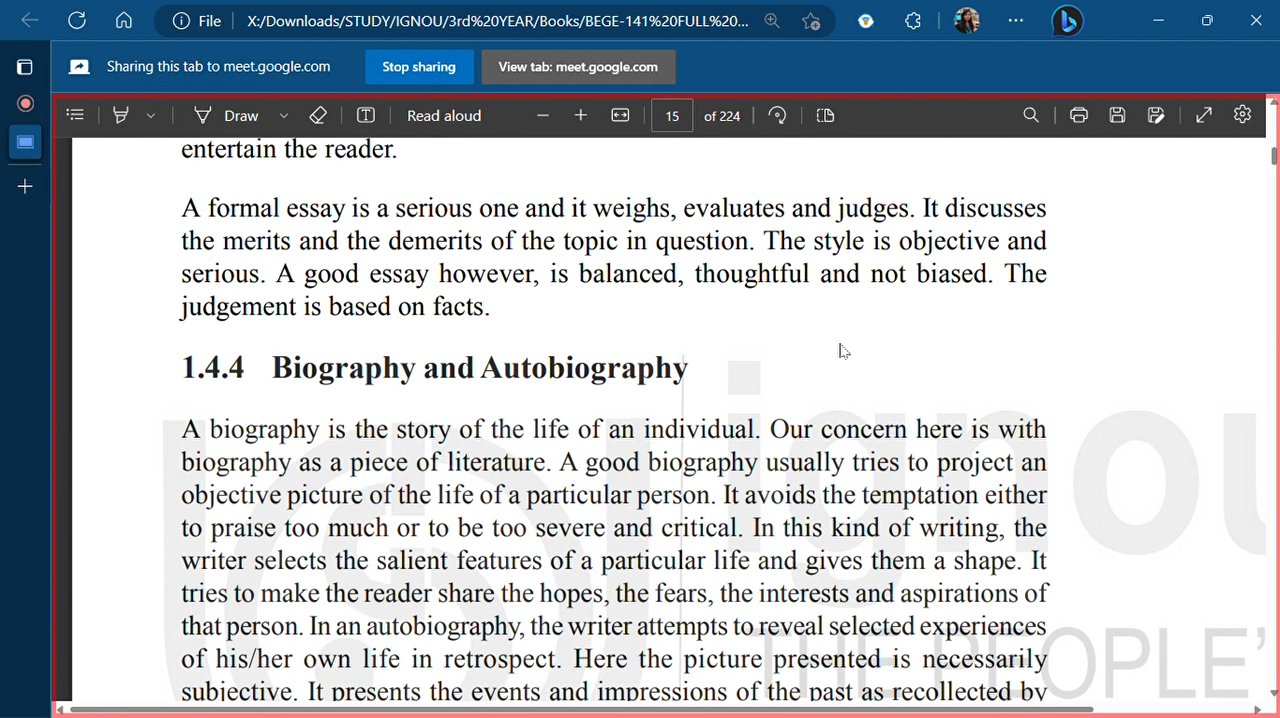 File
X:/Downloads/STUDY/IGNOU/3rd%20YEAR/Books/BEGE-141%20FULL%20...
Sharing this tab to meet.google.com
Stop sharing
View tab: meet.google.com
Draw
Read aloud
15
of 224
entertain the reader.
A formal essay is a serious one and it weighs, evaluates and judges. It discusses
the merits and the demerits of the topic in question. The style is objective and
serious. A good essay however, is balanced, thoughtful and not biased. The
judgement is based on facts.
1.4.4 Biography and Autobiography
A biography is the story of the life of an individual. Our concern here is with
biography as a piece of literature. A good biography usually tries to project an
objective picture of the life of a particular person. It avoids the temptation either
to praise too much or to be too severe and critical. In this kind of writing, the
writer selects the salient features of a particular life and gives them a shape. It
tries to make the reader share the hopes, the fears, the interests and aspirations of
that person. In an autobiography, the writer attempts to reveal selected experiences
of his/her own life in retrospect. Here the picture presented is necessarily
subjective. It presents the events and impressions of the past as recollected by
ignou
THE PEOPLE'